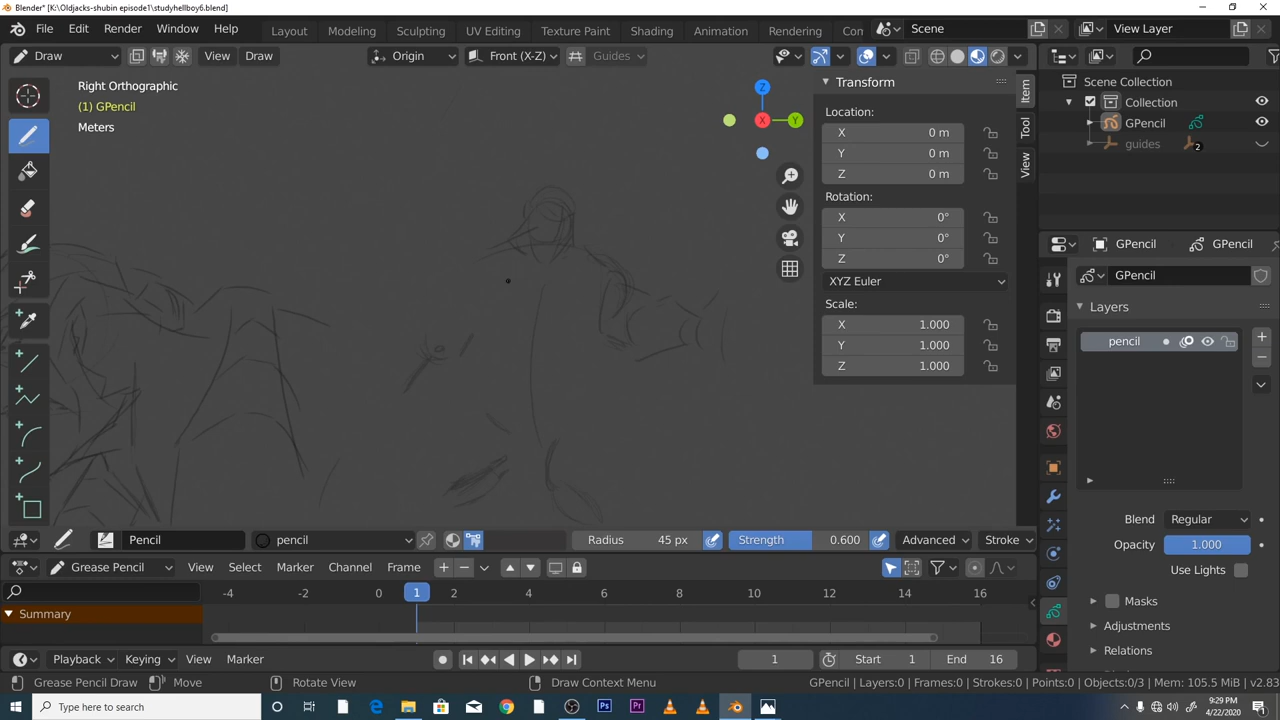 Blender* [K:\Oldjacks-shubin episode1\studyhellboy6.blend]
File Edit Render Window Help Layout Modeling Sculpting UV Editing Texture Paint Shading Animation Rendering Con Scene View Layer
Draw View Draw Origin Front (X-Z) Guides
Right Orthographic
(1) GPencil
Meters
Z
X
Y
Transform
Location:
X 0 m
Y 0 m
Z 0 m
Rotation:
X 0°
Y 0°
Z 0°
XYZ Euler
Scale:
X 1.000
Y 1.000
Z 1.000
Item
Tool
View
Scene Collection
Collection
GPencil
guides 2
GPencil GPencil
GPencil
Layers
pencil
Blend Regular
Opacity 1.000
Use Lights
Masks
Adjustments
Relations
Pencil pencil Radius 45 px Strength 0.600 Advanced Stroke
Grease Pencil View Select Marker Channel Frame
-4 -2 0 1 2 4 6 8 10 12 14 16
Summary
Playback Keying View Marker 1 Start 1 End 16
Grease Pencil Draw Move Rotate View Draw Context Menu GPencil | Layers:0 | Frames:0 | Strokes:0 | Points:0 | Objects:0/3 | Mem: 105.5 MiB | v2.83
Type here to search
9:29 PM
4/22/2020